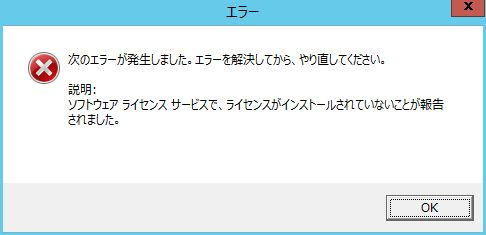 エラー
x
次のエラーが発生しました。エラーを解決してから、やり直してください。
説明:
ソフトウェア ライセンス サービスで、ライセンスがインストールされていないことが報告
されました。
OK